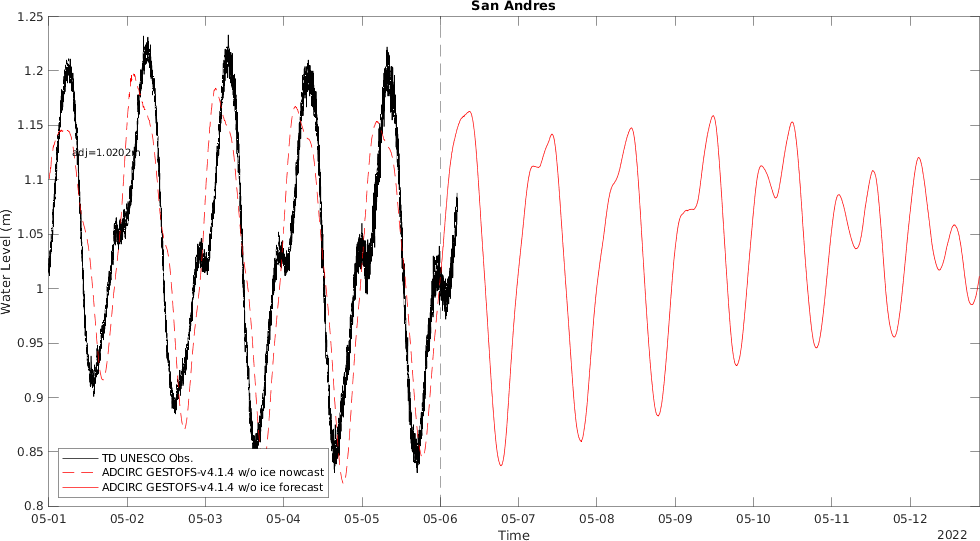 San Andres
1.25
1.2
1.15
1.1
1.05
1
0.95
0.9
0.85
0.8
Water Level (m)
adj=1.0202m
TD UNESCO Obs.
ADCIRC GESTOFS-v4.1.4 w/o ice nowcast
ADCIRC GESTOFS-v4.1.4 w/o ice forecast
05-01 05-02 05-03 05-04 05-05 05-06 05-07 05-08 05-09 05-10 05-11 05-12
Time
2022